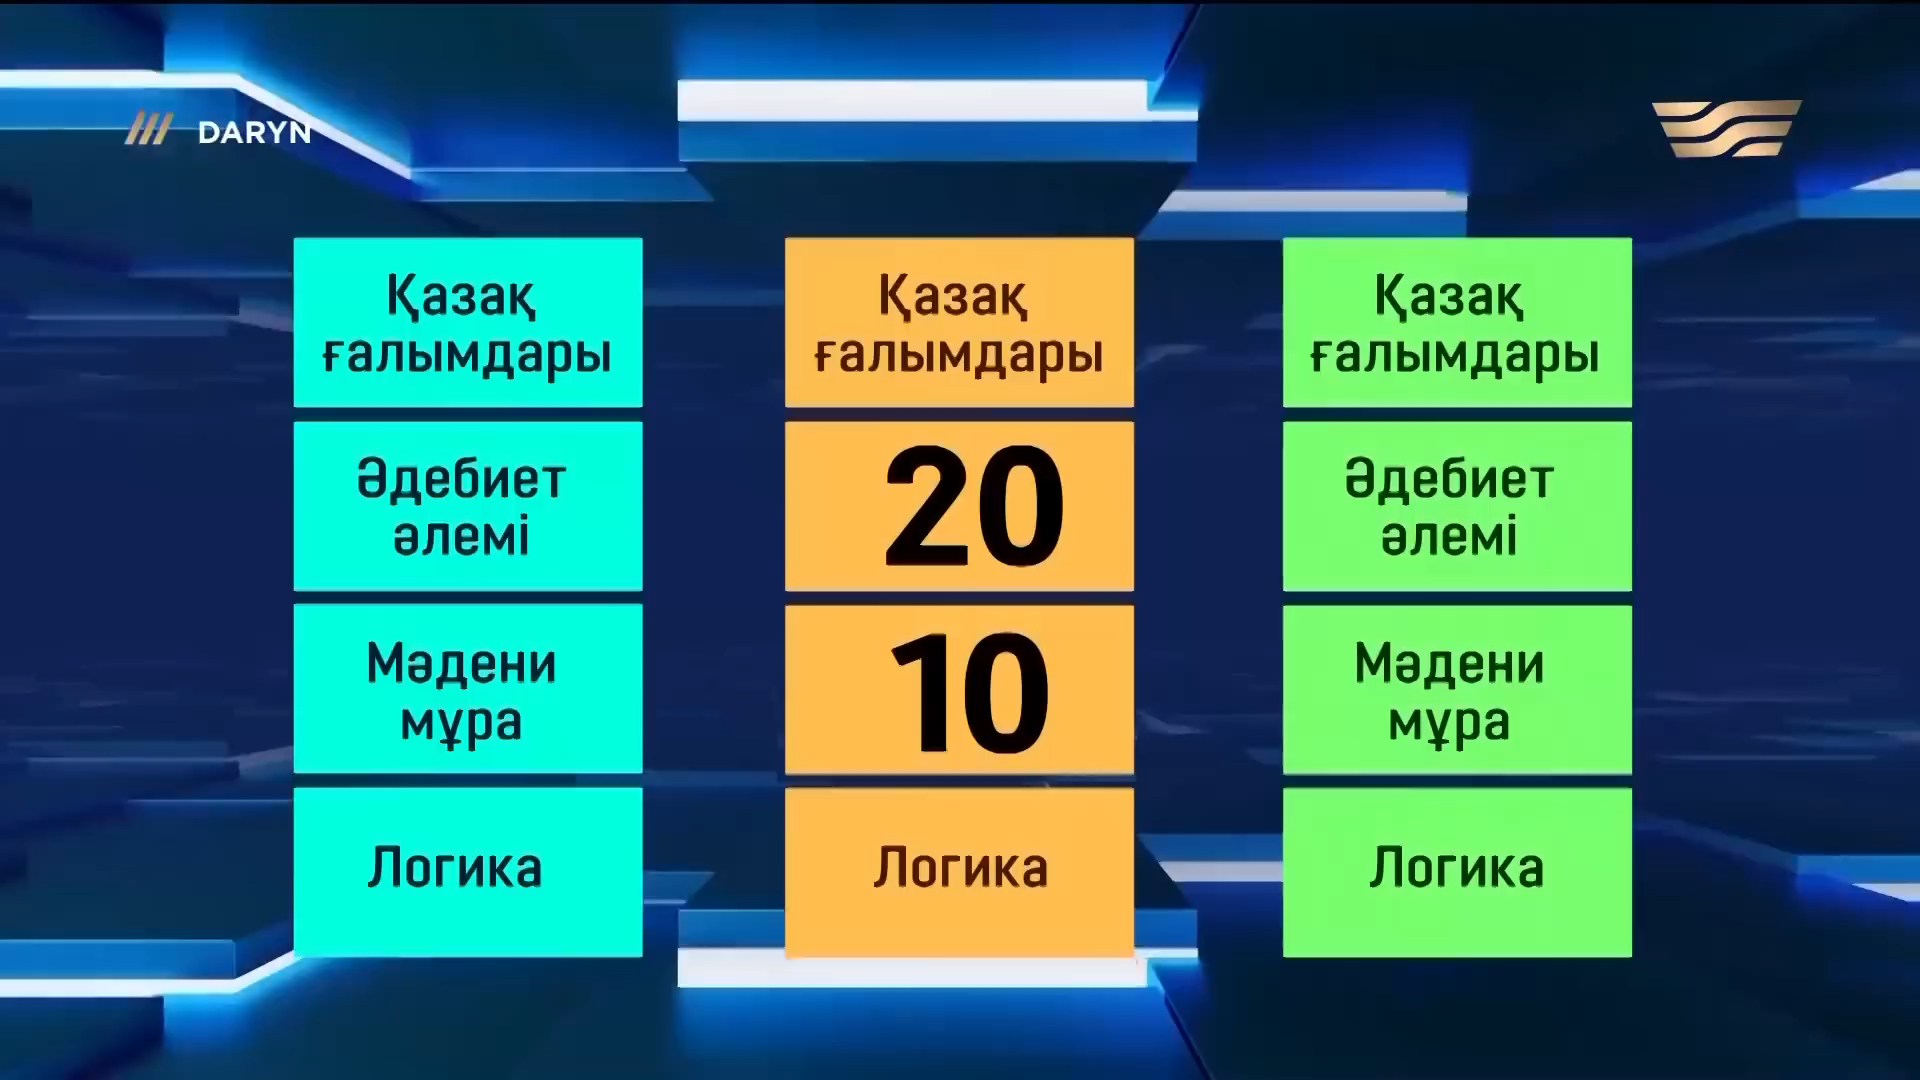 DARYN
Қазақ
ғалымдары
Әдебиет
әлемі
Мәдени
мұра
Логика
Қазақ
ғалымдары
20
10
Логика
Қазақ
ғалымдары
Әдебиет
әлемі
Мәдени
мұра
Логика